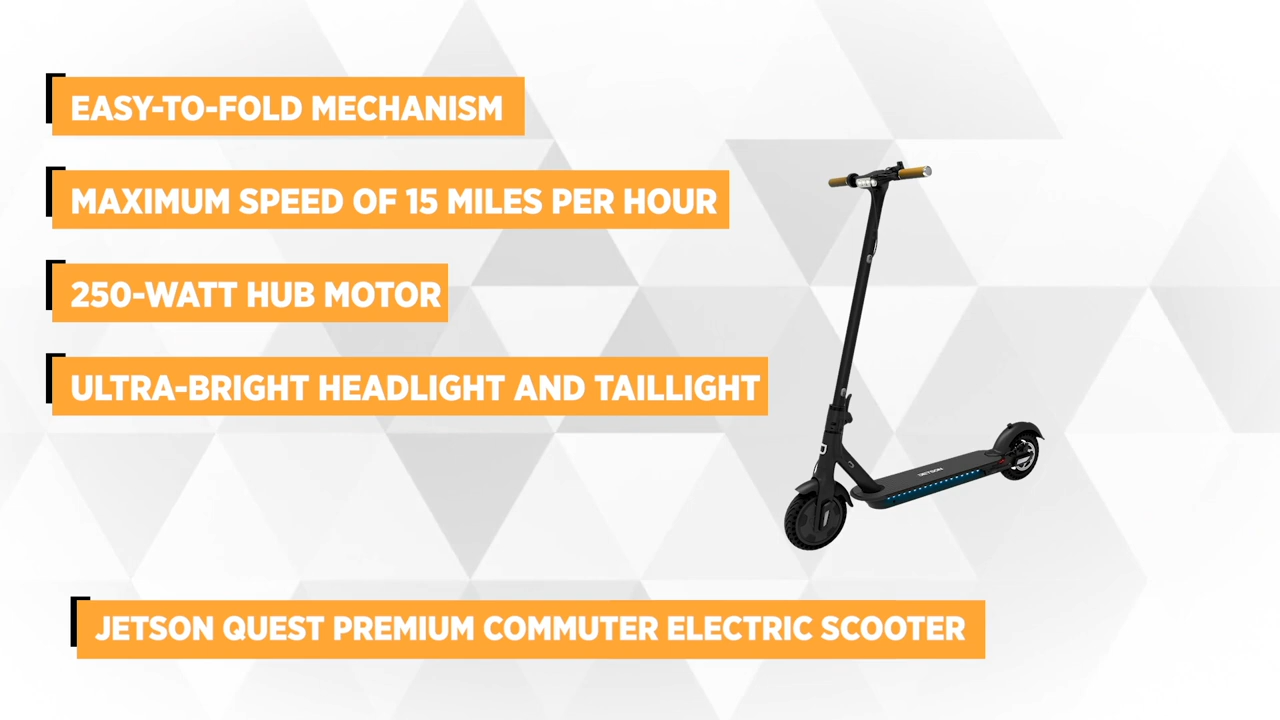 EASY-TO-FOLD MECHANISM
MAXIMUM SPEED OF 15 MILES PER HOUR
250-WATT HUB MOTOR
ULTRA-BRIGHT HEADLIGHT AND TAILLIGHT
JETSON
JETSON QUEST PREMIUM COMMUTER ELECTRIC SCOOTER